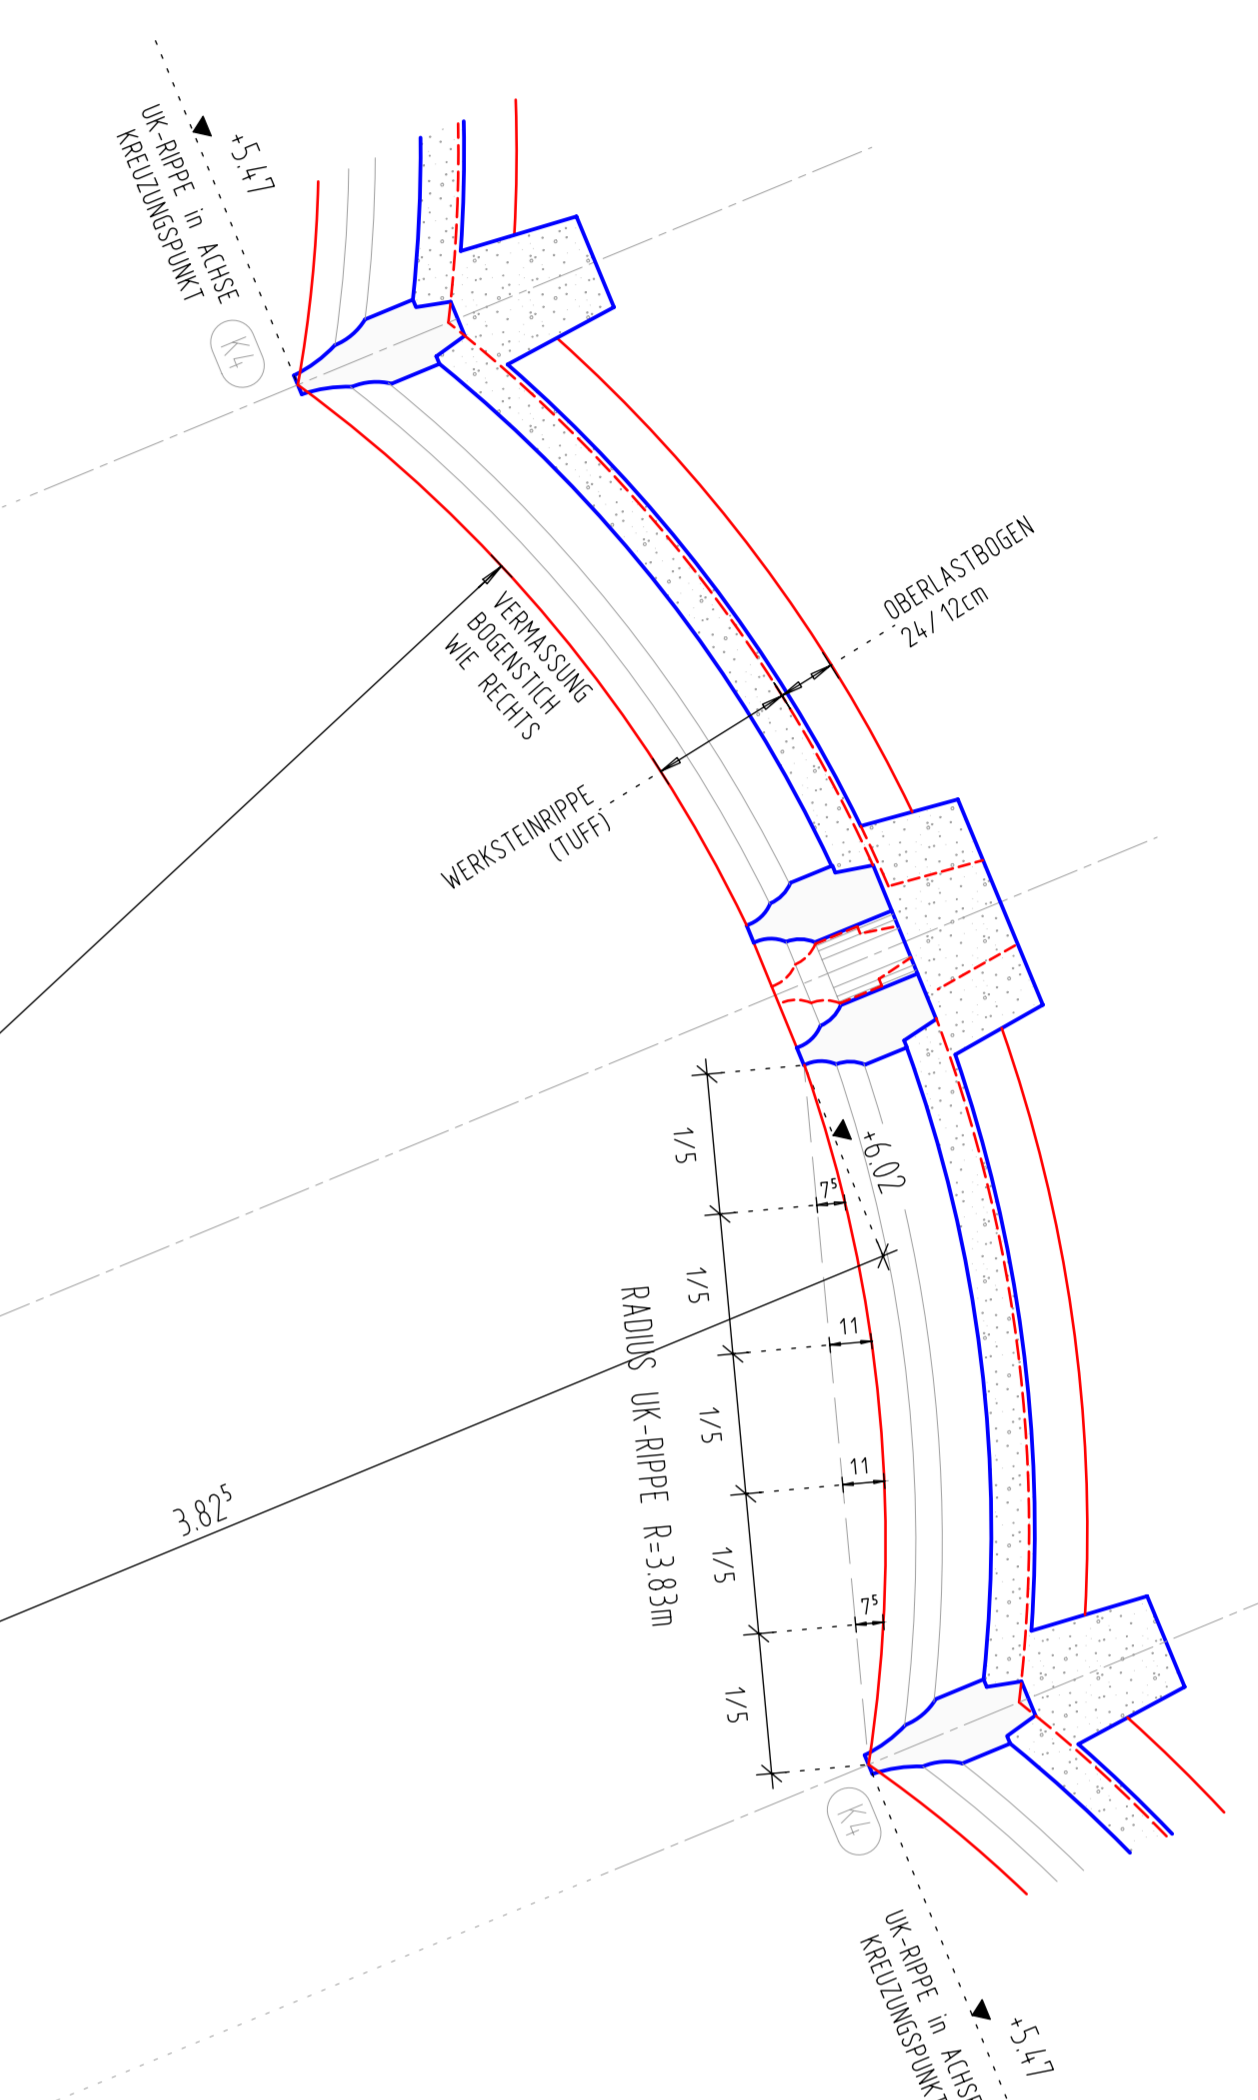 +5.47
UK-RIPPE in ACHSE
KREUZUNGSPUNKT
K4
OBERLASTBOGEN
24/12cm
VERMASSUNG
BOGENSTICH
WIE RECHTS
WERKSTEINRIPPE
(TUFF)
+6.02
1/5
7⁵
1/5
11
1/5
11
1/5
7⁵
1/5
RADIUS UK-RIPPE R=3.83m
3.82⁵
K4
UK-RIPPE in ACHSE
KREUZUNGSPUNKT
+5.47